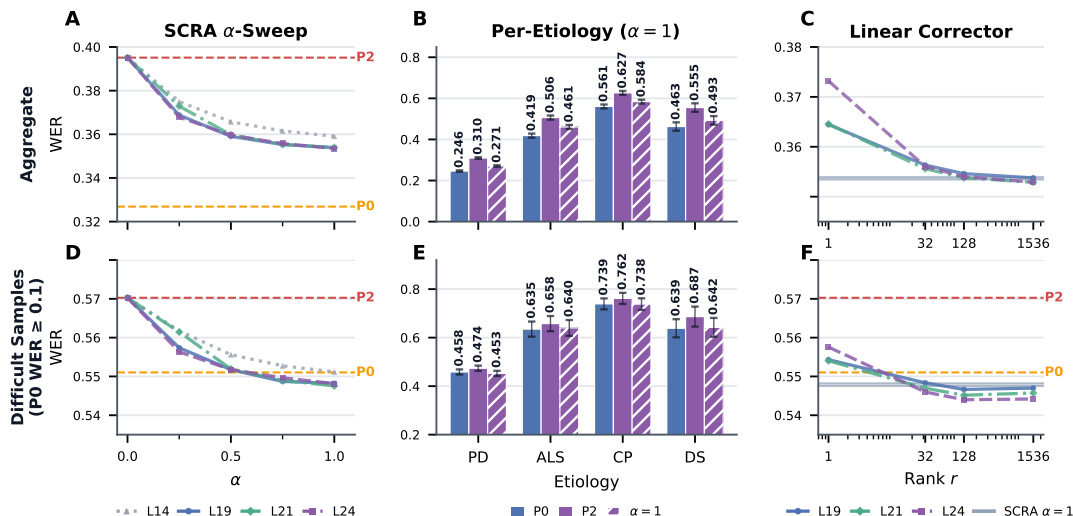 A
SCRA α-Sweep
B
Per-Etiology (α = 1)
C
Linear Corrector
Aggregate
WER
0.40
0.38
0.36
0.34
0.32
P2
P0
0.8
0.6
0.4
0.2
0.0
0.246
0.310
0.271
0.419
0.506
0.461
0.561
0.627
0.584
0.463
0.555
0.493
0.38
0.37
0.36
1
32
128
1536
D
E
F
Difficult Samples
(P0 WER ≥ 0.1)
WER
0.57
0.56
0.55
0.54
P2
P0
0.0
0.5
1.0
α
0.8
0.6
0.4
0.2
0.458
0.474
0.453
0.635
0.658
0.640
0.739
0.762
0.738
0.639
0.687
0.642
PD
ALS
CP
DS
Etiology
0.57
0.56
0.55
0.54
P2
P0
1
32
128
1536
Rank r
L14
L19
L21
L24
P0
P2
α = 1
L19
L21
L24
SCRA α = 1